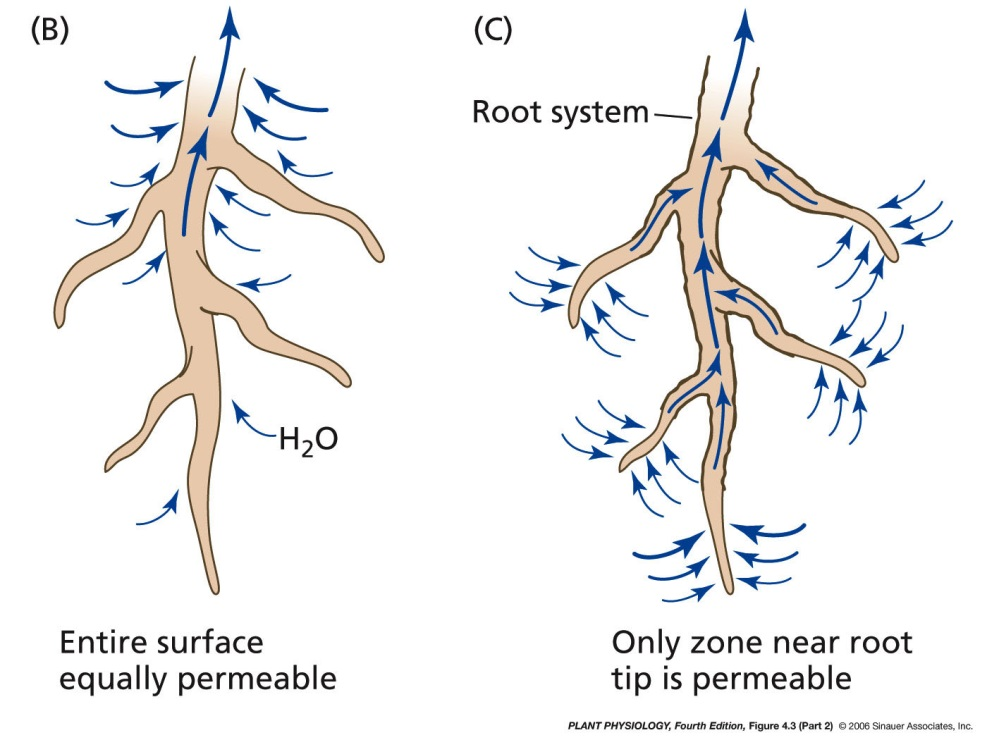 (B)
(C)
Root system
H₂O
Entire surface
equally permeable
Only zone near root
tip is permeable
PLANT PHYSIOLOGY, Fourth Edition, Figure 4.3 (Part 2) © 2006 Sinauer Associates, Inc.